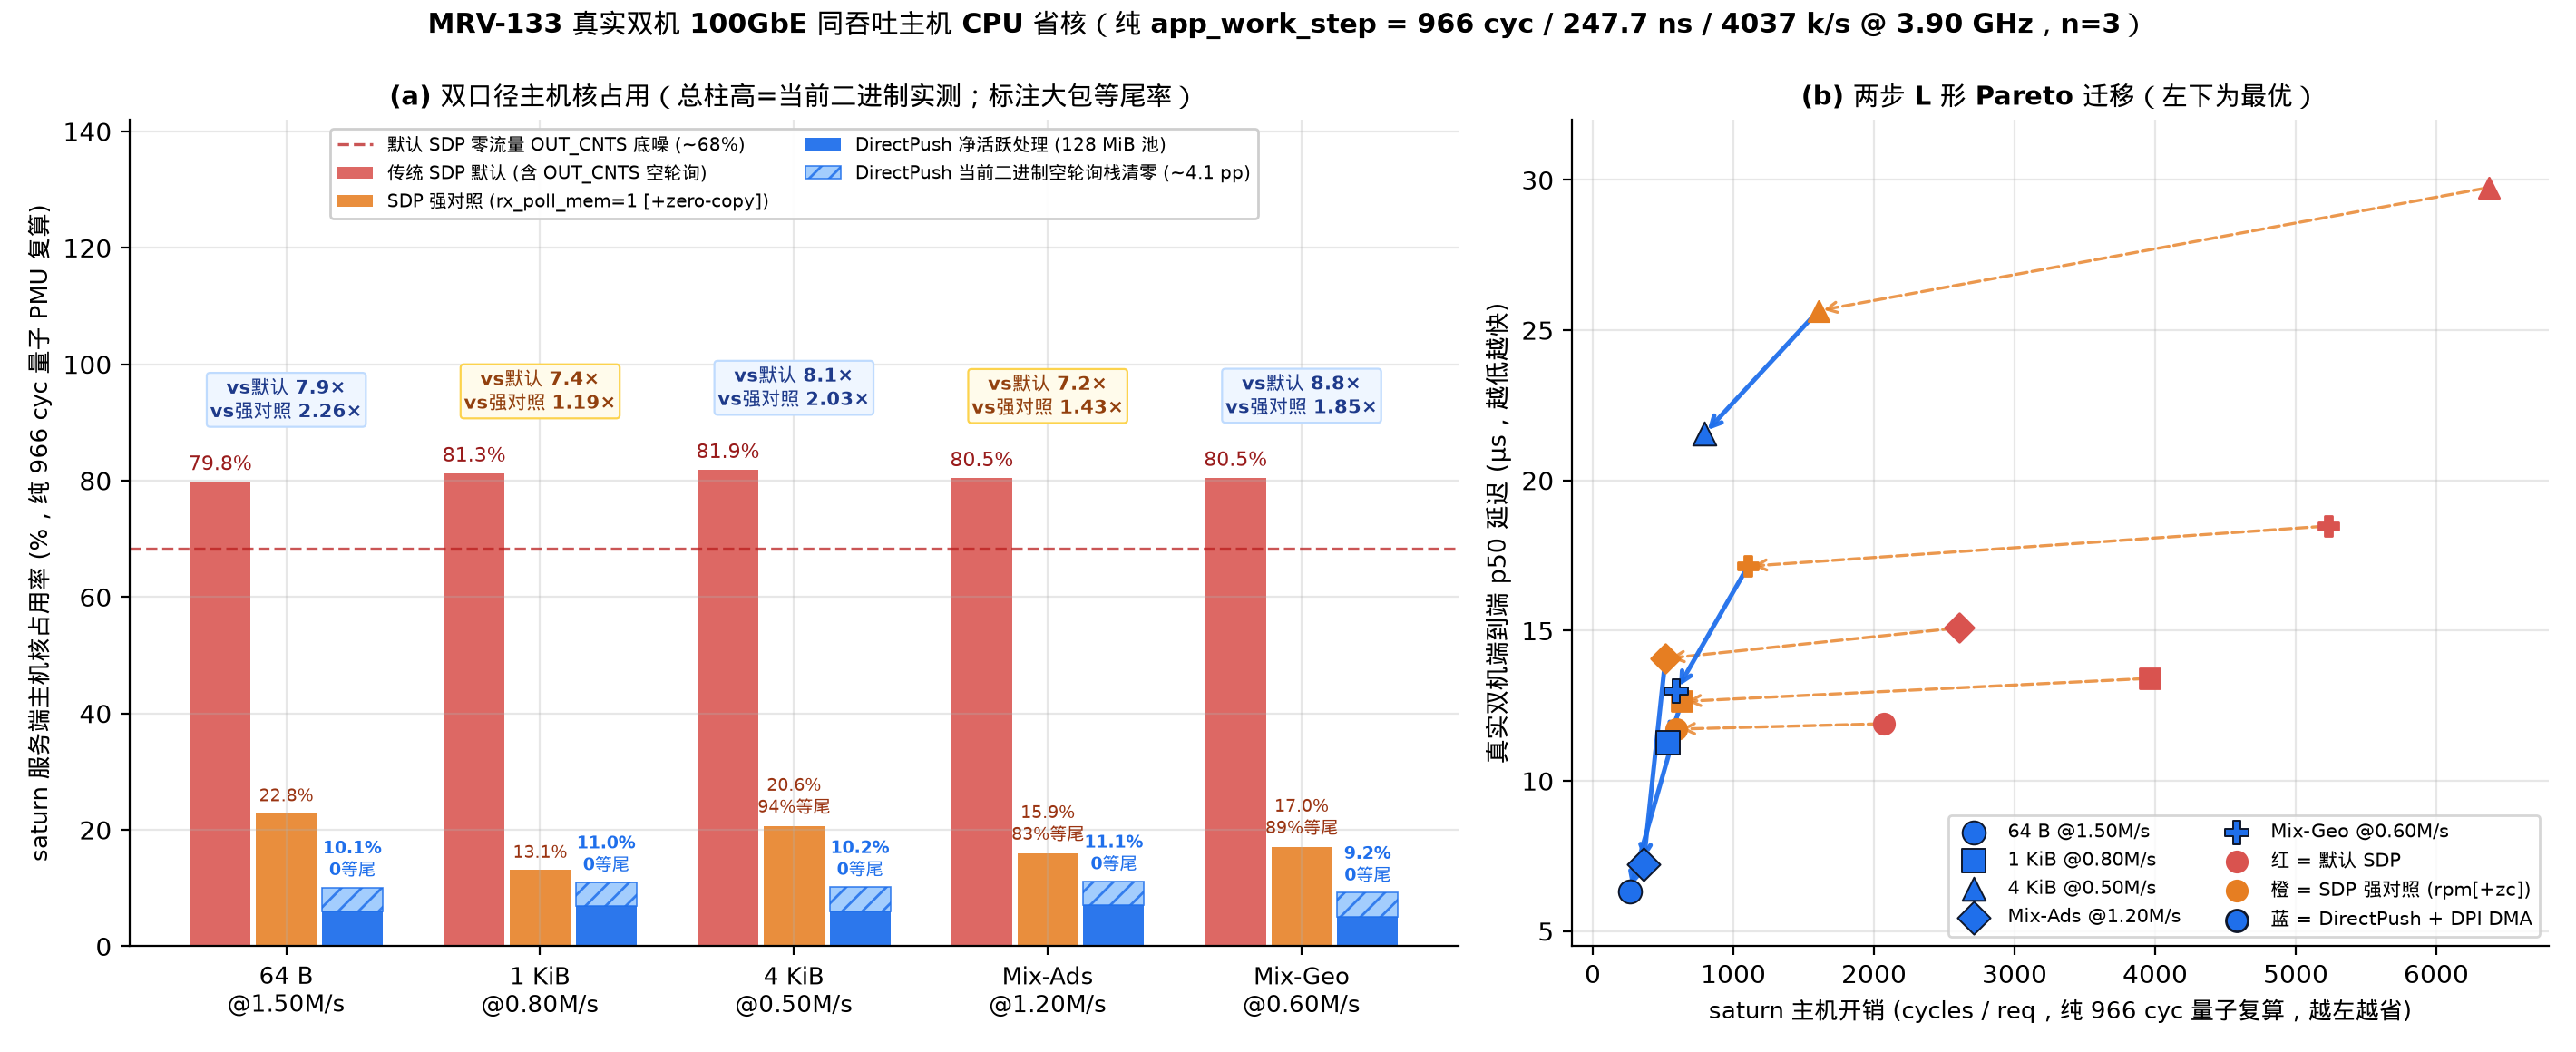 MRV-133 真实双机 100GbE 同吞吐主机 CPU 省核（纯 app_work_step = 966 cyc / 247.7 ns / 4037 k/s @ 3.90 GHz，n=3）
(a) 双口径主机核占用（总柱高=当前二进制实测；标注大包等尾率）
saturn 服务端主机核占用率 (%，纯 966 cyc 量子 PMU 复算)
140
120
100
80
60
40
20
0
默认 SDP 零流量 OUT_CNTS 底噪 (~68%)
传统 SDP 默认 (含 OUT_CNTS 空轮询)
SDP 强对照 (rx_poll_mem=1 [+zero-copy])
DirectPush 净活跃处理 (128 MiB 池)
DirectPush 当前二进制空轮询栈清零 (~4.1 pp)
vs默认 7.9×
vs强对照 2.26×
vs默认 7.4×
vs强对照 1.19×
vs默认 8.1×
vs强对照 2.03×
vs默认 7.2×
vs强对照 1.43×
vs默认 8.8×
vs强对照 1.85×
79.8%
22.8%
10.1%
0等尾
81.3%
13.1%
11.0%
0等尾
81.9%
20.6%
94%等尾
10.2%
0等尾
80.5%
15.9%
83%等尾
11.1%
0等尾
80.5%
17.0%
89%等尾
9.2%
0等尾
64 B
@1.50M/s
1 KiB
@0.80M/s
4 KiB
@0.50M/s
Mix-Ads
@1.20M/s
Mix-Geo
@0.60M/s
(b) 两步 L 形 Pareto 迁移（左下为最优）
真实双机端到端 p50 延迟 (µs，越低越快)
30
25
20
15
10
5
64 B @1.50M/s
1 KiB @0.80M/s
4 KiB @0.50M/s
Mix-Ads @1.20M/s
Mix-Geo @0.60M/s
红 = 默认 SDP
橙 = SDP 强对照 (rpm[+zc])
蓝 = DirectPush + DPI DMA
0
1000
2000
3000
4000
5000
6000
saturn 主机开销 (cycles / req，纯 966 cyc 量子复算，越左越省)